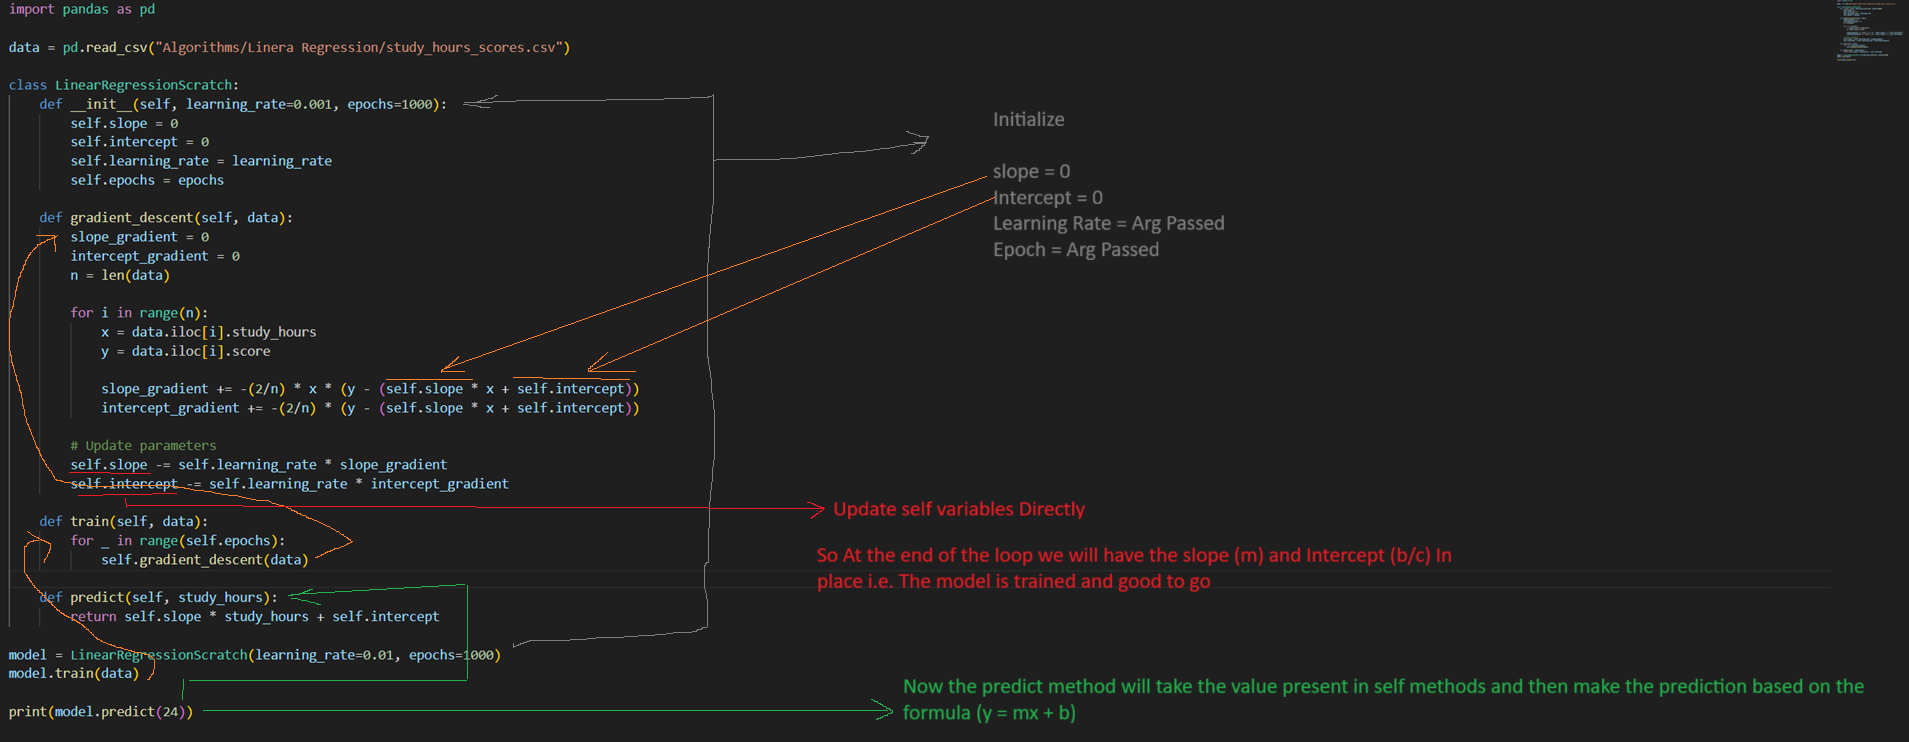 import pandas as pd
data = pd.read_csv("Algorithms/Linera Regression/study_hours_scores.csv")
class LinearRegressionScratch:
def __init__(self, learning_rate=0.001, epochs=1000):
self.slope = 0
self.intercept = 0
self.learning_rate = learning_rate
self.epochs = epochs
def gradient_descent(self, data):
slope_gradient = 0
intercept_gradient = 0
n = len(data)
for i in range(n):
x = data.iloc[i].study_hours
y = data.iloc[i].score
slope_gradient += -(2/n) * x * (y - (self.slope * x + self.intercept))
intercept_gradient += -(2/n) * (y - (self.slope * x + self.intercept))
# Update parameters
self.slope -= self.learning_rate * slope_gradient
self.intercept -= self.learning_rate * intercept_gradient
def train(self, data):
for _ in range(self.epochs):
self.gradient_descent(data)
def predict(self, study_hours):
return self.slope * study_hours + self.intercept
model = LinearRegressionScratch(learning_rate=0.01, epochs=1000)
model.train(data)
print(model.predict(24))
Initialize
slope = 0
Intercept = 0
Learning Rate = Arg Passed
Epoch = Arg Passed
Update self variables Directly
So At the end of the loop we will have the slope (m) and Intercept (b/c) In
place i.e. The model is trained and good to go
Now the predict method will take the value present in self methods and then make the prediction based on the
formula (y = mx + b)